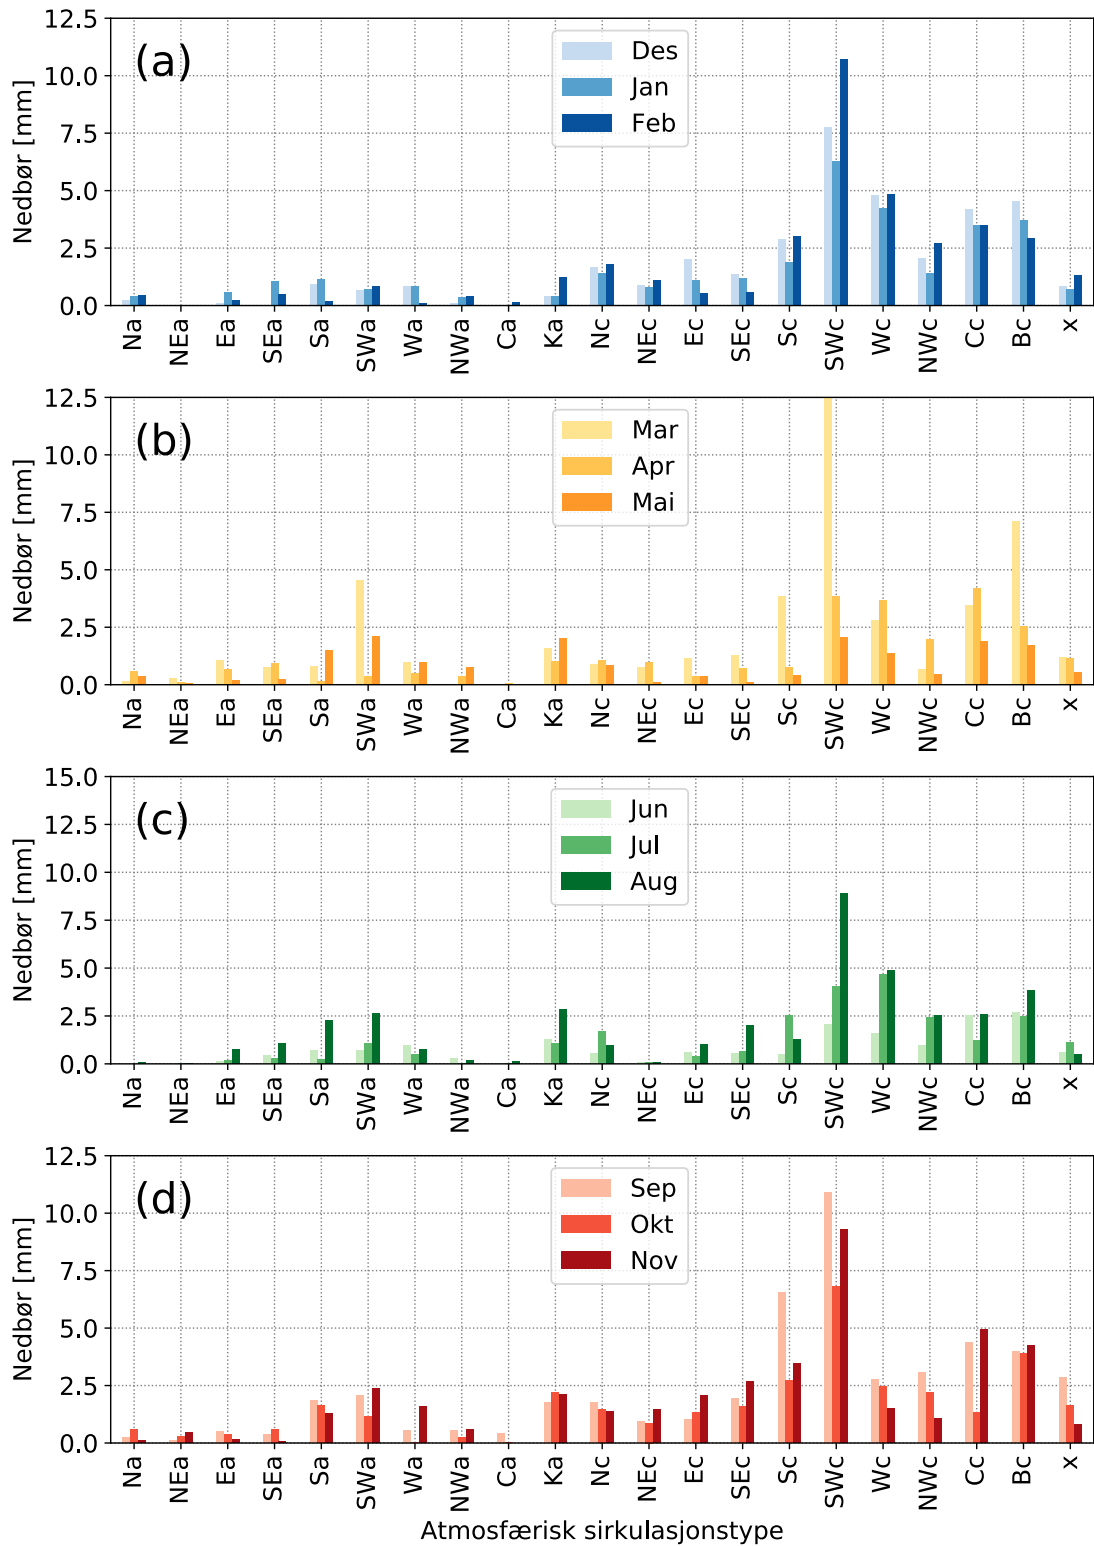 (a)
Nedbør [mm]
12.5
10.0
7.5
5.0
2.5
0.0
Des
Jan
Feb
Na NEa Ea SEa Sa SWa Wa NWa Ca Ka Nc NEc Ec SEc Sc SWc Wc NWc Cc Bc x
(b)
Nedbør [mm]
12.5
10.0
7.5
5.0
2.5
0.0
Mar
Apr
Mai
Na NEa Ea SEa Sa SWa Wa NWa Ca Ka Nc NEc Ec SEc Sc SWc Wc NWc Cc Bc x
(c)
Nedbør [mm]
15.0
12.5
10.0
7.5
5.0
2.5
0.0
Jun
Jul
Aug
Na NEa Ea SEa Sa SWa Wa NWa Ca Ka Nc NEc Ec SEc Sc SWc Wc NWc Cc Bc x
(d)
Nedbør [mm]
12.5
10.0
7.5
5.0
2.5
0.0
Sep
Okt
Nov
Na NEa Ea SEa Sa SWa Wa NWa Ca Ka Nc NEc Ec SEc Sc SWc Wc NWc Cc Bc x
Atmosfærisk sirkulasjonstype